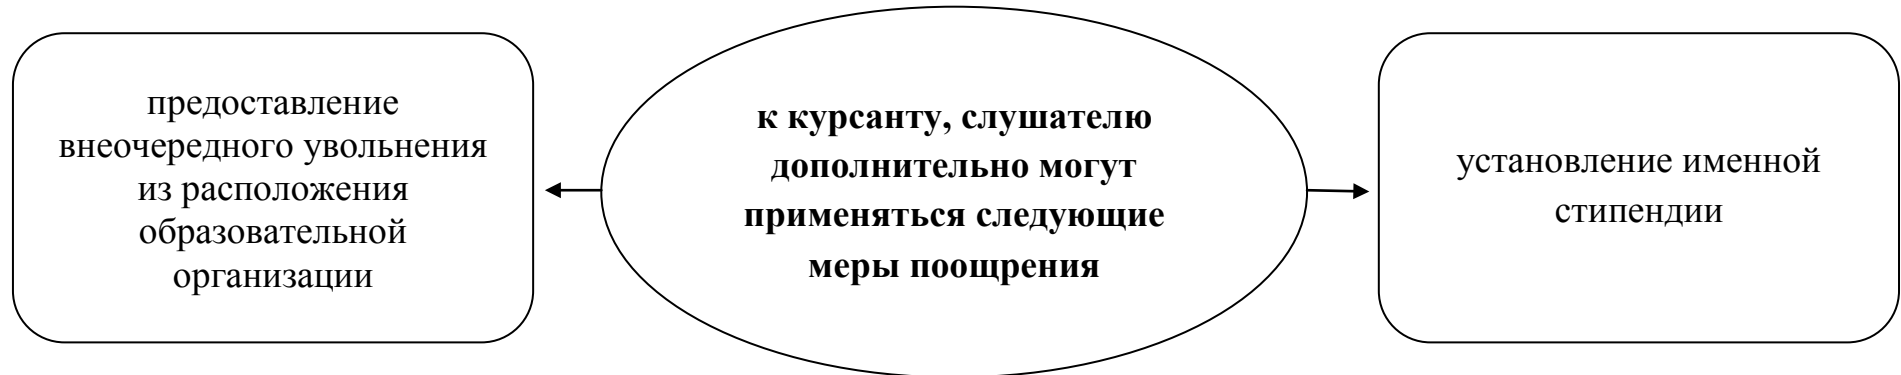 предоставление
внеочередного увольнения
из расположения
образовательной
организации
к курсанту, слушателю
дополнительно могут
применяться следующие
меры поощрения
установление именной
стипендии